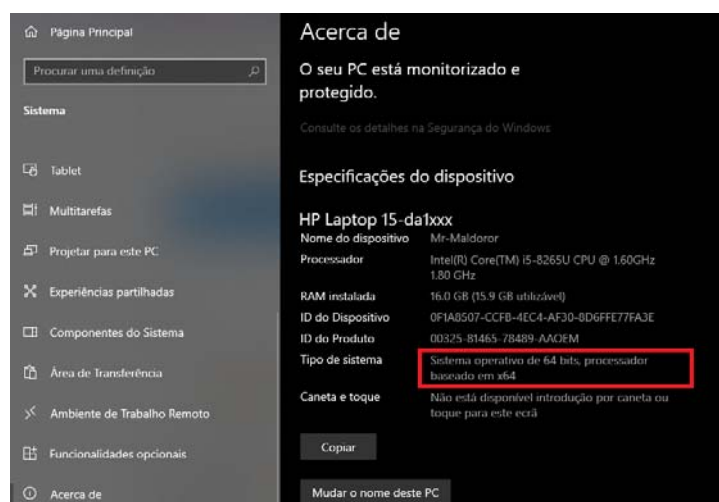 Página Principal
Procurar uma definição
Sistema
Tablet
Multitarefas
Projetar para este PC
Experiências partilhadas
Componentes do Sistema
Área de Transferência
Ambiente de Trabalho Remoto
Funcionalidades opcionais
Acerca de
Acerca de
O seu PC está monitorizado e
protegido.
Consulte os detalhes na Segurança do Windows
Especificações do dispositivo
HP Laptop 15-da1xxx
Nome do dispositivo Mr-Maldoror
Processador Intel(R) Core(TM) i5-8265U CPU @ 1.60GHz
1.80 GHz
RAM instalada 16.0 GB (15.9 GB utilizável)
ID do Dispositivo 0F1A8507-CCFB-4EC4-AF30-8D6FFE77FA3E
ID do Produto 00325-81465-78489-AAOEM
Tipo de sistema Sistema operativo de 64 bits, processador
baseado em x64
Caneta e toque Não está disponível introdução por caneta ou
toque para este ecrã
Copiar
Mudar o nome deste PC